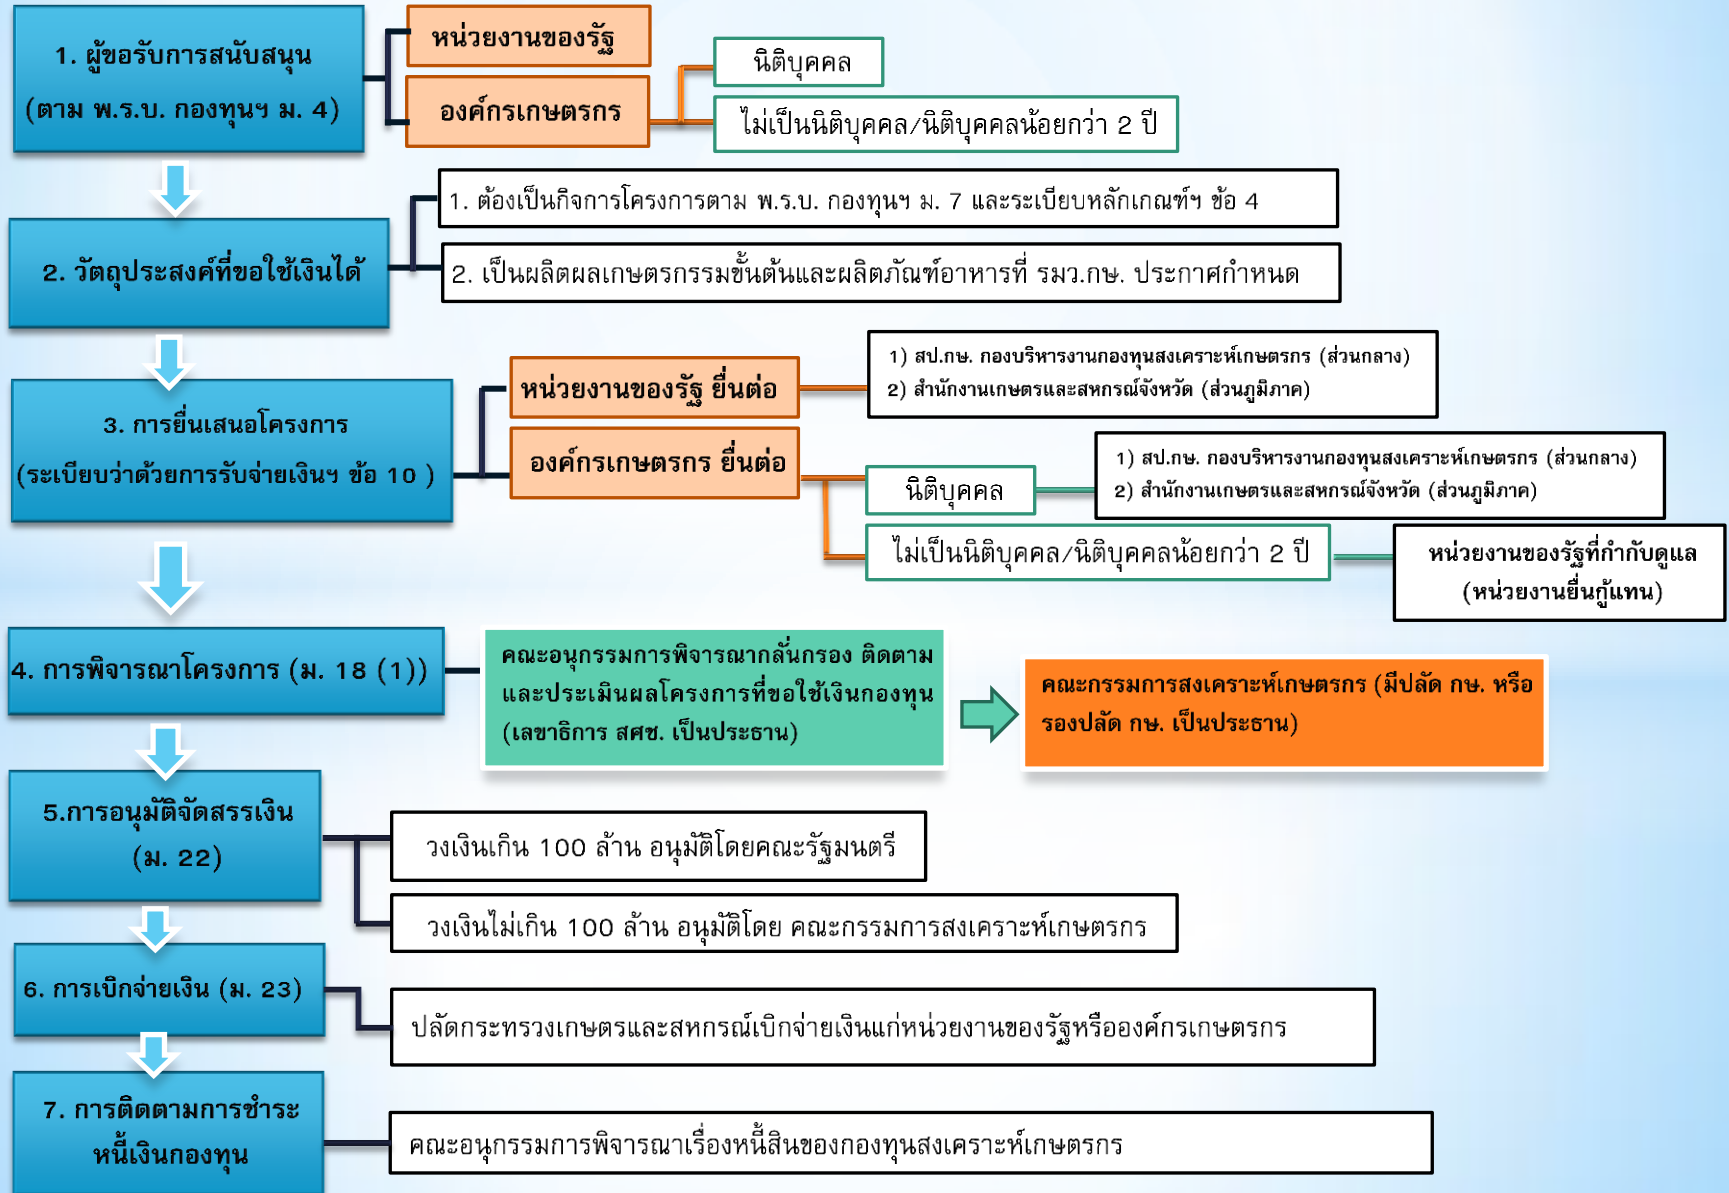 1. ผู้ขอรับการสนับสนุน
(ตาม พ.ร.บ. กองทุนฯ ม. 4)
หน่วยงานของรัฐ
องค์กรเกษตรกร
นิติบุคคล
ไม่เป็นนิติบุคคล/นิติบุคคลน้อยกว่า 2 ปี
2. วัตถุประสงค์ที่ขอใช้เงินได้
1. ต้องเป็นกิจการโครงการตาม พ.ร.บ. กองทุนฯ ม. 7 และระเบียบหลักเกณฑ์ฯ ข้อ 4
2. เป็นผลิตผลเกษตรกรรมขั้นต้นและผลิตภัณฑ์อาหารที่ รมว.กษ. ประกาศกำหนด
3. การยื่นเสนอโครงการ
(ระเบียบว่าด้วยการรับจ่ายเงินฯ ข้อ 10 )
หน่วยงานของรัฐ ยื่นต่อ
1) สป.กษ. กองบริหารงานกองทุนสงเคราะห์เกษตรกร (ส่วนกลาง)
2) สำนักงานเกษตรและสหกรณ์จังหวัด (ส่วนภูมิภาค)
องค์กรเกษตรกร ยื่นต่อ
นิติบุคคล
1) สป.กษ. กองบริหารงานกองทุนสงเคราะห์เกษตรกร (ส่วนกลาง)
2) สำนักงานเกษตรและสหกรณ์จังหวัด (ส่วนภูมิภาค)
ไม่เป็นนิติบุคคล/นิติบุคคลน้อยกว่า 2 ปี
หน่วยงานของรัฐที่กำกับดูแล
(หน่วยงานยื่นกู้แทน)
4. การพิจารณาโครงการ (ม. 18 (1))
คณะอนุกรรมการพิจารณากลั่นกรอง ติดตาม
และประเมินผลโครงการที่ขอใช้เงินกองทุน
(เลขาธิการ สศช. เป็นประธาน)
คณะกรรมการสงเคราะห์เกษตรกร (มีปลัด กษ. หรือ
รองปลัด กษ. เป็นประธาน)
5.การอนุมัติจัดสรรเงิน
(ม. 22)
วงเงินเกิน 100 ล้าน อนุมัติโดยคณะรัฐมนตรี
วงเงินไม่เกิน 100 ล้าน อนุมัติโดย คณะกรรมการสงเคราะห์เกษตรกร
6. การเบิกจ่ายเงิน (ม. 23)
ปลัดกระทรวงเกษตรและสหกรณ์เบิกจ่ายเงินแก่หน่วยงานของรัฐหรือองค์กรเกษตรกร
7. การติดตามการชำระ
หนี้เงินกองทุน
คณะอนุกรรมการพิจารณาเรื่องหนี้สินของกองทุนสงเคราะห์เกษตรกร